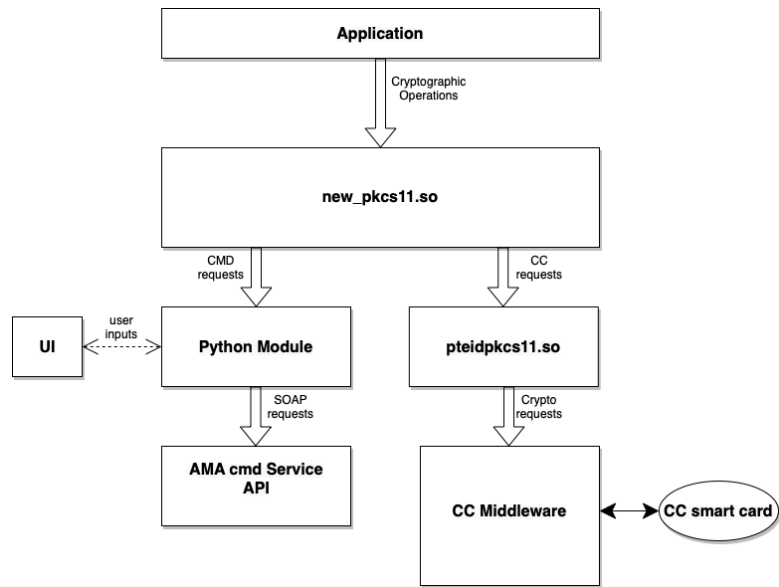 Application
Cryptographic
Operations
new_pkcs11.so
CMD
requests
CC
requests
user
inputs
UI
Python Module
pteidpkcs11.so
SOAP
requests
Crypto
requests
AMA cmd Service
API
CC Middleware
CC smart card